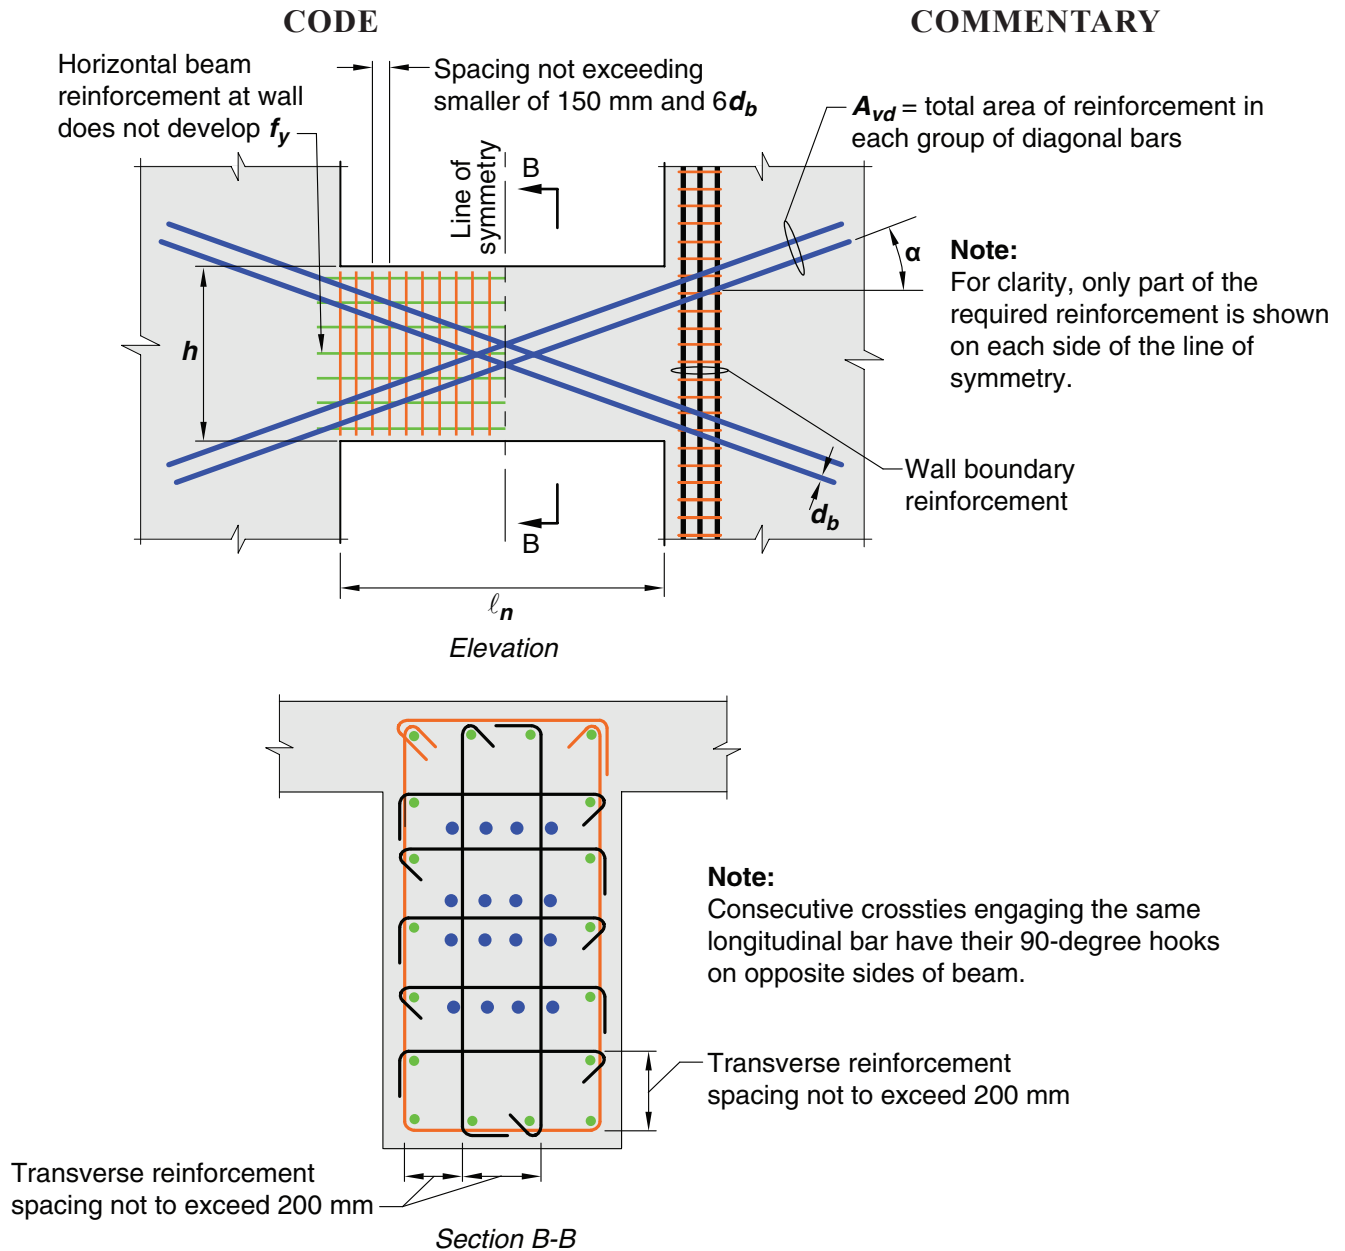 CODE
COMMENTARY
Horizontal beam
reinforcement at wall
does not develop fy
Spacing not exceeding
smaller of 150 mm and 6db
Avd = total area of reinforcement in
each group of diagonal bars
Line of
symmetry
B
α
Note:
For clarity, only part of the
required reinforcement is shown
on each side of the line of
symmetry.
h
Wall boundary
reinforcement
db
B
ℓn
Elevation
Note:
Consecutive crossties engaging the same
longitudinal bar have their 90-degree hooks
on opposite sides of beam.
Transverse reinforcement
spacing not to exceed 200 mm
Transverse reinforcement
spacing not to exceed 200 mm
Section B-B